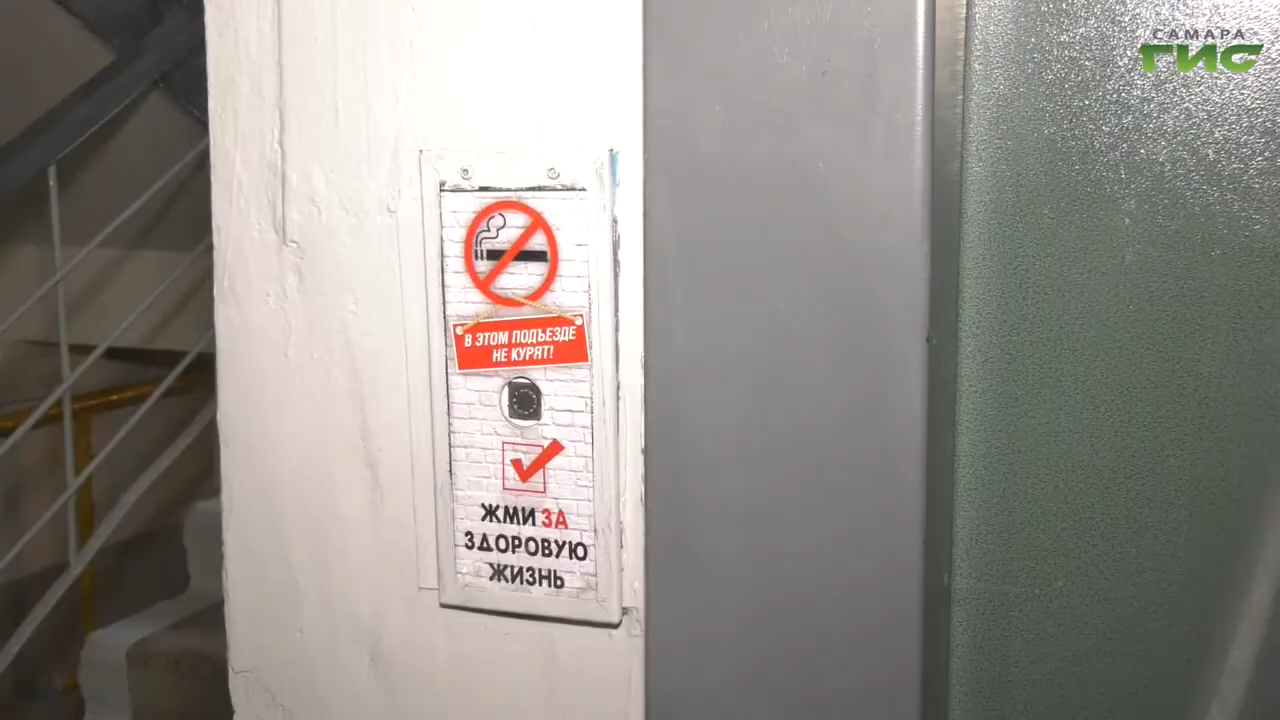 САМАРА
ГИС
В ЭТОМ ПОДЪЕЗДЕ
НЕ КУРЯТ!
ЖМИ ЗА
ЗДОРОВУЮ
ЖИЗНЬ